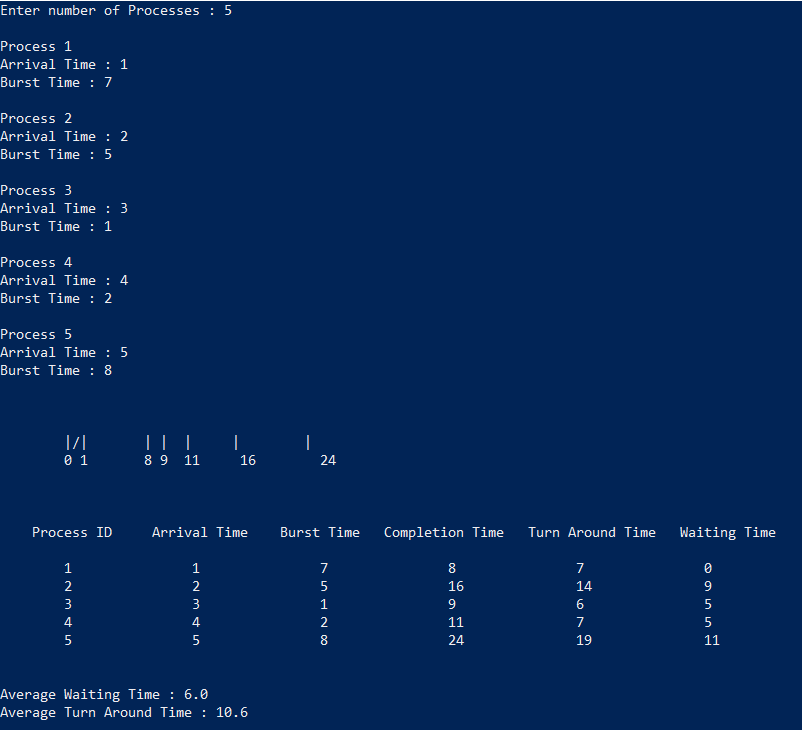 Enter number of Processes : 5
Process 1
Arrival Time : 1
Burst Time : 7
Process 2
Arrival Time : 2
Burst Time : 5
Process 3
Arrival Time : 3
Burst Time : 1
Process 4
Arrival Time : 4
Burst Time : 2
Process 5
Arrival Time : 5
Burst Time : 8
|/|       | |  |     |        |
0 1       8 9  11     16        24
Process ID     Arrival Time    Burst Time   Completion Time   Turn Around Time   Waiting Time
1               1               7               8               7               0
2               2               5               16              14              9
3               3               1               9               6               5
4               4               2               11              7               5
5               5               8               24              19              11
Average Waiting Time : 6.0
Average Turn Around Time : 10.6